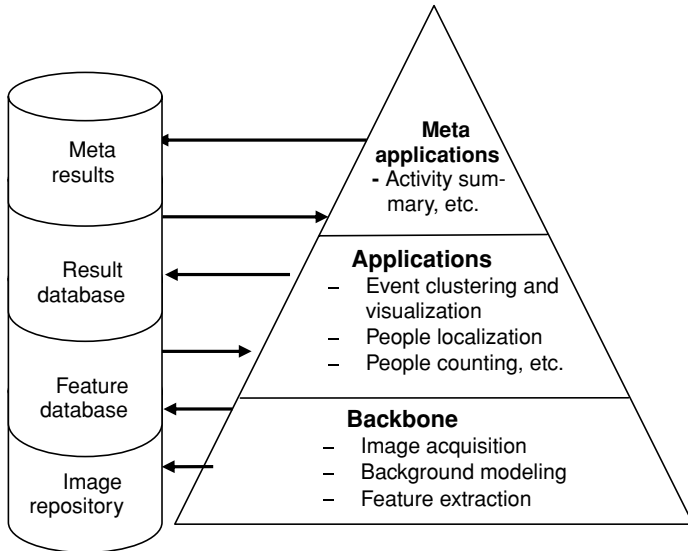 Meta
results
Result
database
Feature
database
Image
repository
Meta
applications
- Activity sum-
mary, etc.
Applications
– Event clustering and
visualization
– People localization
– People counting, etc.
Backbone
– Image acquisition
– Background modeling
– Feature extraction